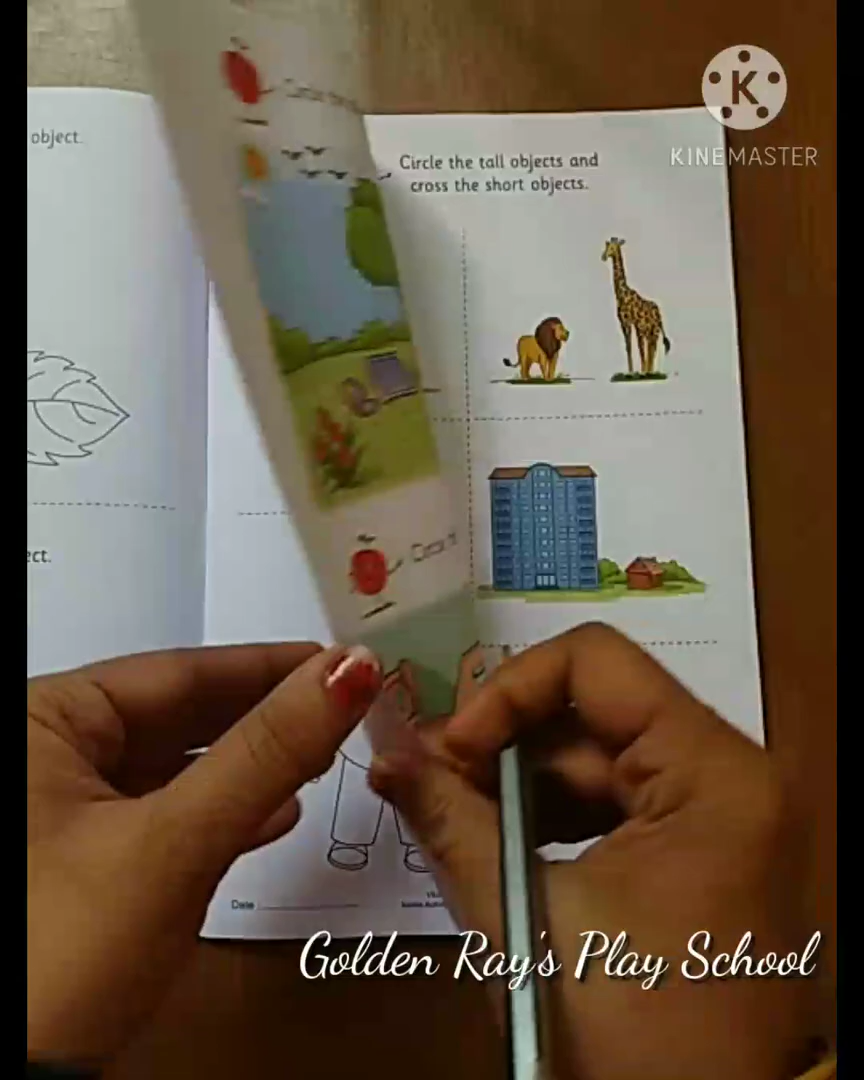 K
KINEMASTER
object.
Circle the tall objects and
cross the short objects.
ect.
Date
Golden Ray's Play School